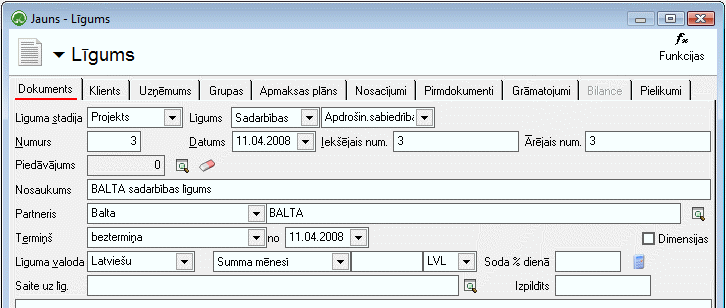 Jauns - Līgums
Līgums
Funkcijas
Dokuments Klients Uzņēmums Grupas Apmaksas plāns Nosacījumi Pirmdokumenti Grāmatojumi Bilance Pielikumi
Līguma stadija Projekts Līgums Sadarbības Apdrošin.sabiedrība
Numurs 3 Datums 11.04.2008 Iekšējais num. 3 Ārējais num. 3
Piedāvājums 0
Nosaukums BALTA sadarbības līgums
Partneris Balta BALTA
Termiņš beztermiņa no 11.04.2008 Dimensijas
Līguma valoda Latviešu Summa mēnesī LVL Soda % dienā
Saite uz līg. Izpildīts